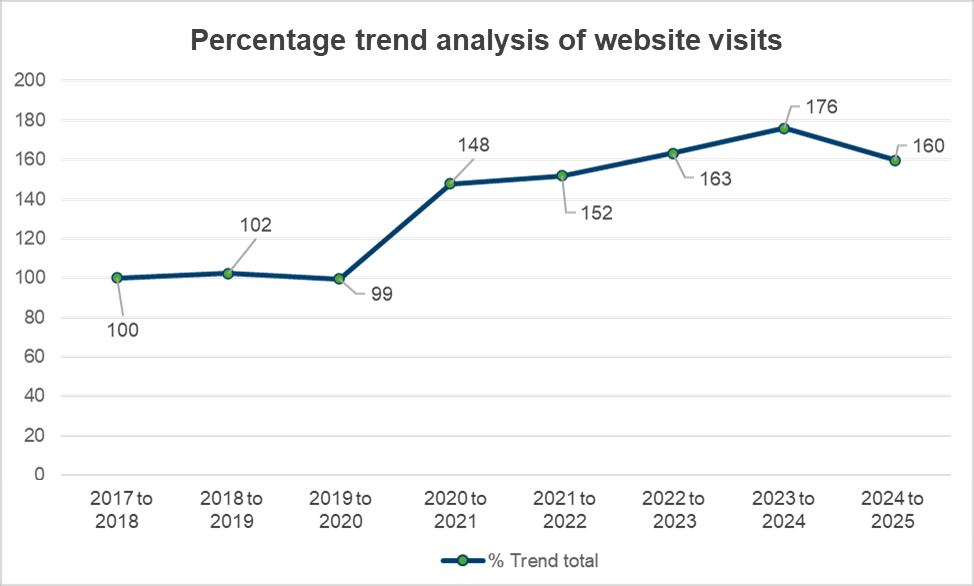 Percentage trend analysis of website visits
200
180
160
140
120
100
80
60
40
20
0
100
102
99
148
152
163
176
160
2017 to
2018
2018 to
2019
2019 to
2020
2020 to
2021
2021 to
2022
2022 to
2023
2023 to
2024
2024 to
2025
% Trend total